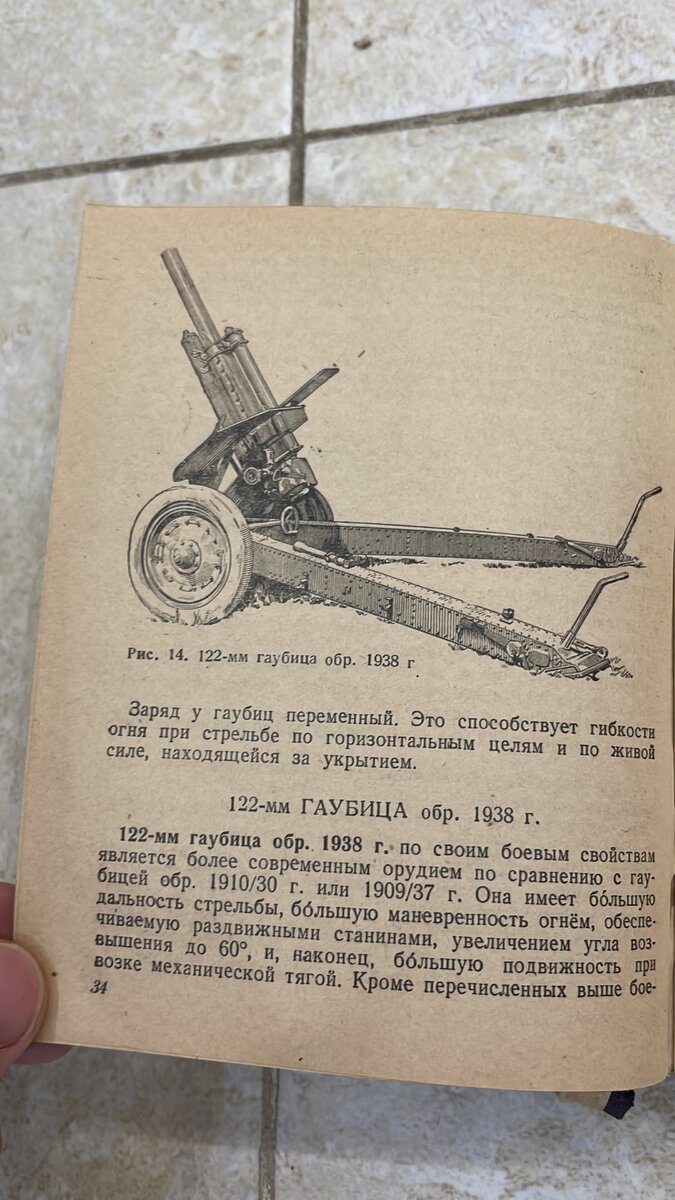 Рис. 14. 122-мм гаубица обр. 1938 г
Заряд у гаубиц переменный. Это способствует гибкости
огня при стрельбе по горизонтальным целям и по живой
силе, находящейся за укрытием.
122-мм ГАУБИЦА обр. 1938 г.
122-мм гаубица обр. 1938 г. по своим боевым свойствам
является более современным орудием по сравнению с гау-
бицей обр. 1910/30 г. или 1909/37 г. Она имеет бо́льшую
дальность стрельбы, бо́льшую маневренность огнём, обеспе-
чиваемую раздвижными станинами, увеличением угла воз-
вышения до 60°, и, наконец, бо́льшую подвижность при
возке механической тягой. Кроме перечисленных выше бое-
34